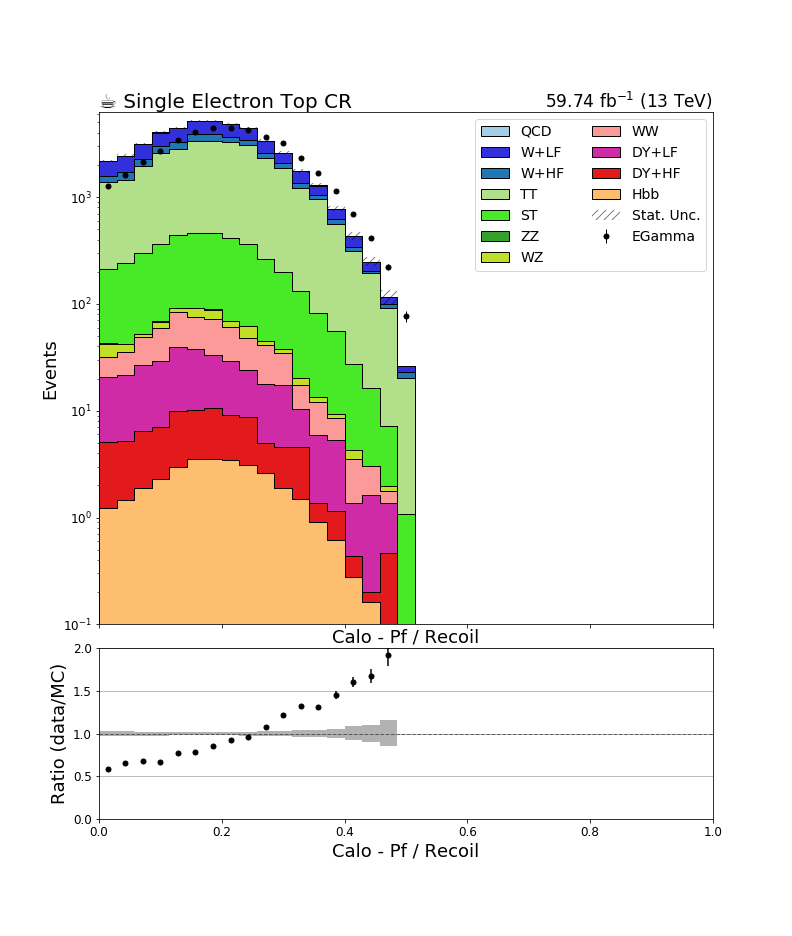 ☕ Single Electron Top CR
59.74 fb⁻¹ (13 TeV)
QCD
W+LF
W+HF
TT
ST
ZZ
WZ
WW
DY+LF
DY+HF
Hbb
Stat. Unc.
EGamma
Events
10³
10²
10¹
10⁰
10⁻¹
Calo - Pf / Recoil
Ratio (data/MC)
2.0
1.5
1.0
0.5
0.0
0.0 0.2 0.4 0.6 0.8 1.0
Calo - Pf / Recoil